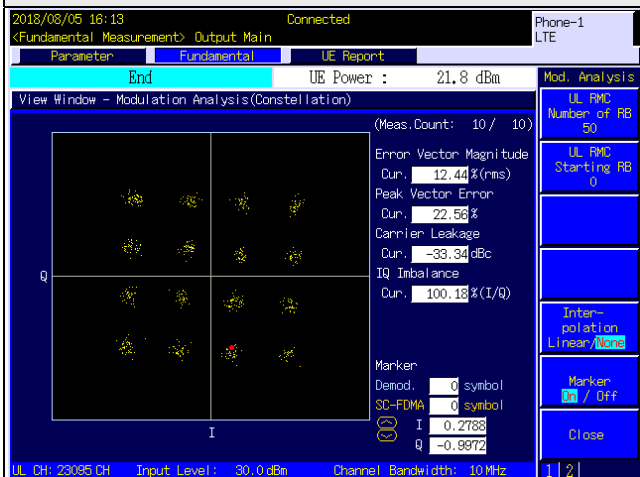 2018/08/05 16:13 Connected Phone-1
<Fundamental Measurement> Output Main LTE
Parameter Fundamental UE Report
End UE Power : 21.8 dBm Mod. Analysis
View Window - Modulation Analysis(Constellation)
UL RMC
Number of RB
50
(Meas.Count: 10/ 10)
Error Vector Magnitude
Cur. 12.44 %(rms)
Peak Vector Error
Cur. 22.56 %
Carrier Leakage
Cur. -33.34 dBc
IQ Imbalance
Cur. 100.18 %(I/Q)
UL RMC
Starting RB
0
Q
I
Inter-
polation
Linear/None
Marker
Demod. 0 symbol
SC-FDMA 0 symbol
I 0.2788
Q -0.9972
Marker
On / Off
Close
UL CH: 23095 CH Input Level: 30.0 dBm Channel Bandwidth: 10 MHz 1 2